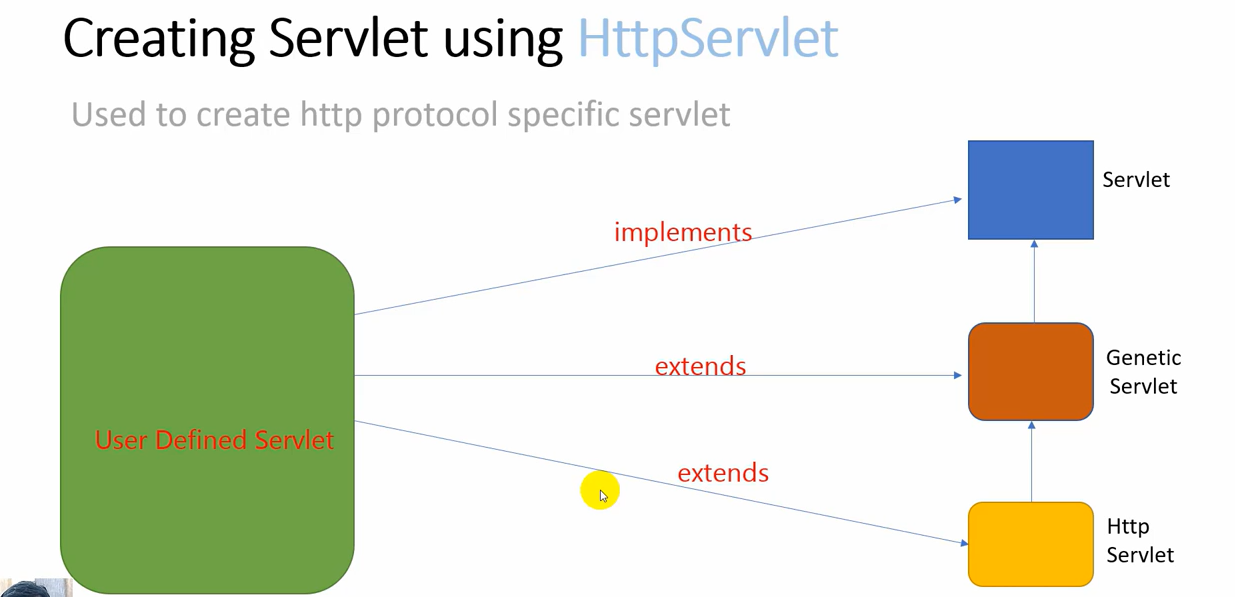 Creating Servlet using HttpServlet
Used to create http protocol specific servlet
Servlet
implements
Genetic
Servlet
extends
User Defined Servlet
extends
Http
Servlet